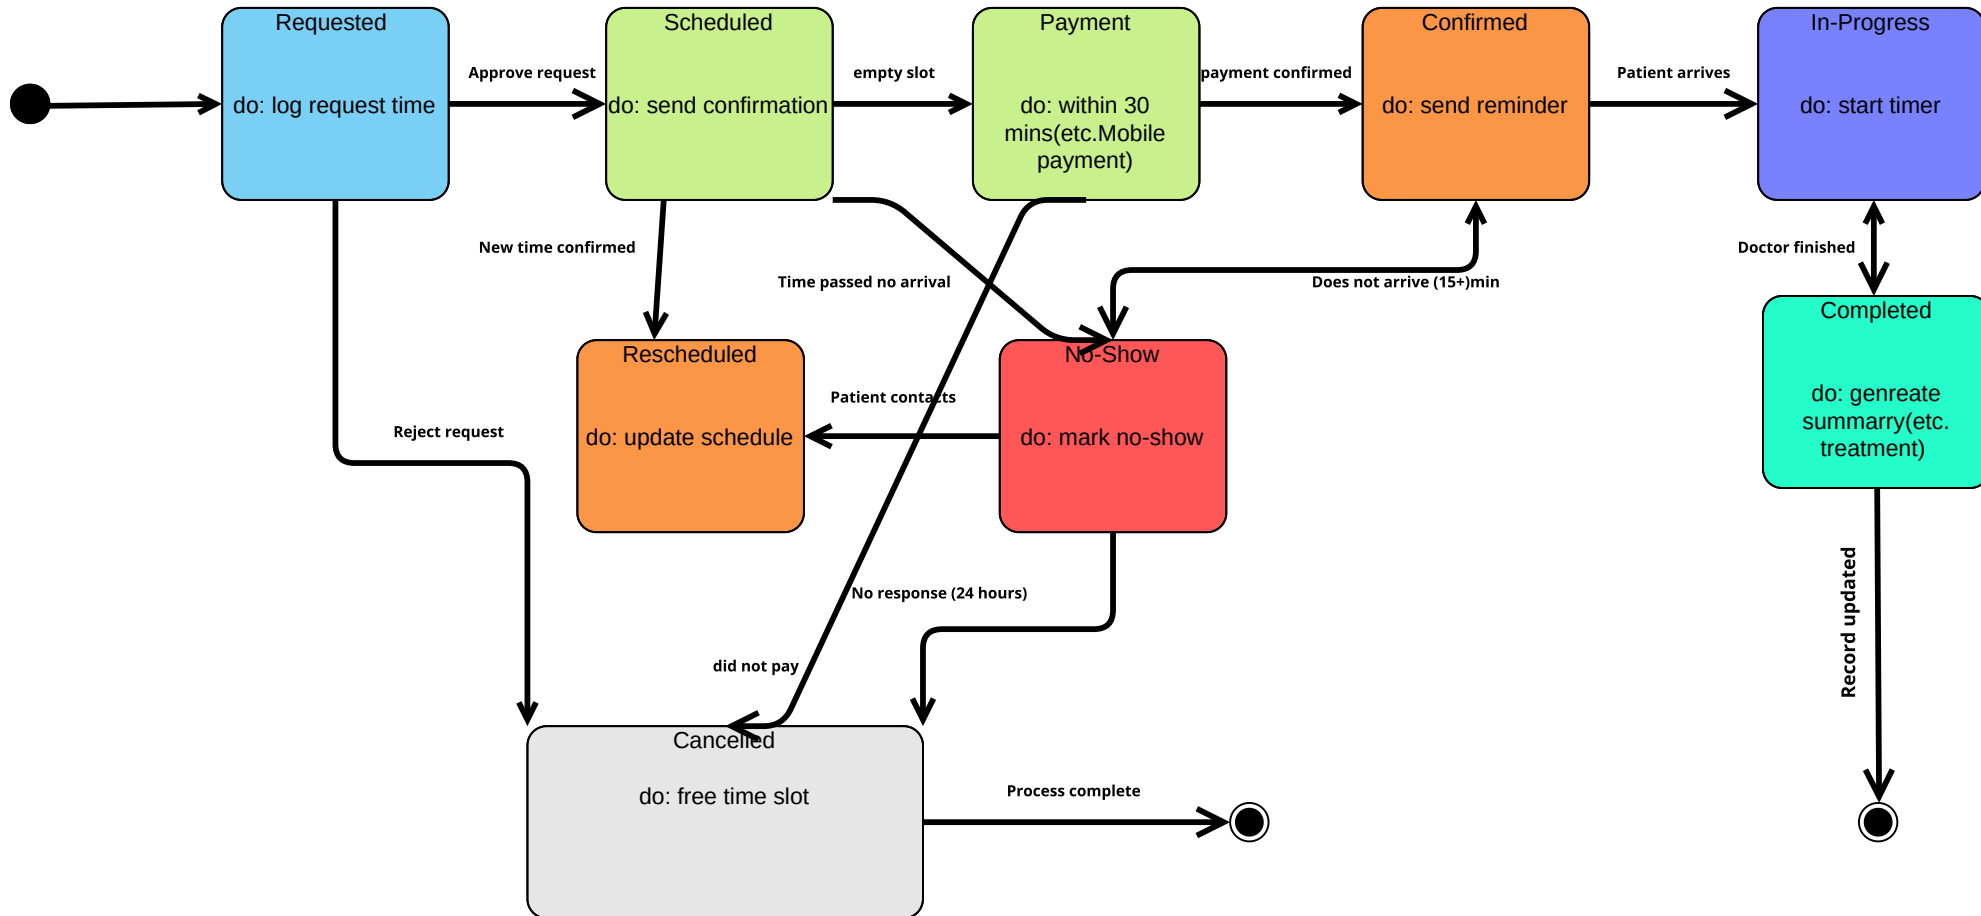 Requested
Scheduled
Payment
Confirmed
In-Progress
Approve request
empty slot
payment confirmed
Patient arrives
do: log request time
do: send confirmation
do: within 30
mins(etc.Mobile
payment)
do: send reminder
do: start timer
New time confirmed
Time passed no arrival
Does not arrive (15+)min
Doctor finished
Rescheduled
No-Show
Completed
Patient contacts
do: update schedule
do: mark no-show
do: genreate
summarry(etc.
treatment)
Reject request
No response (24 hours)
did not pay
Record updated
Cancelled
do: free time slot
Process complete